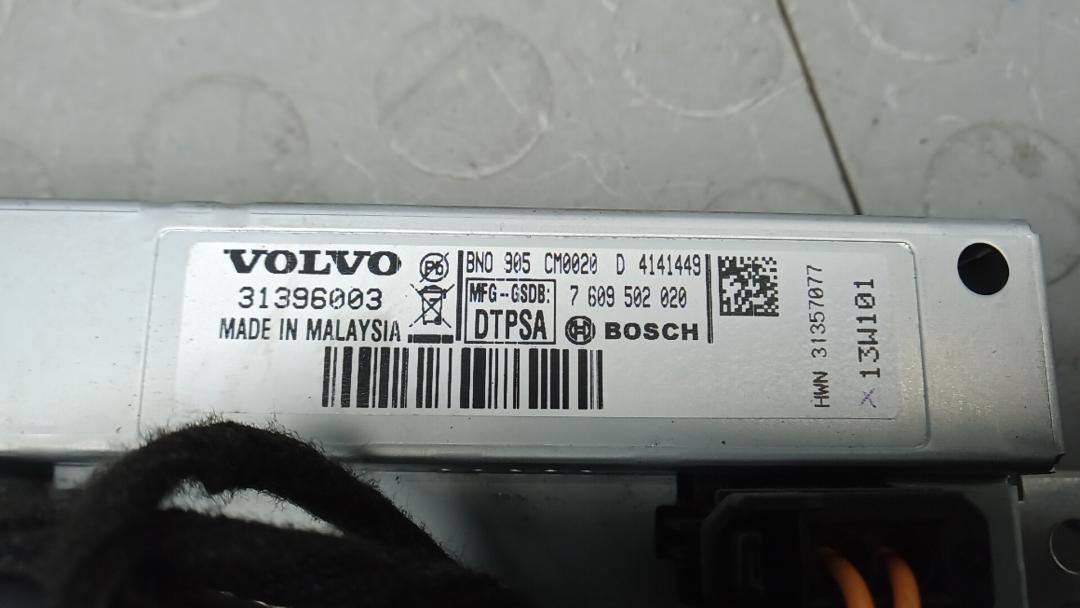 VOLVO
31396003
MADE IN MALAYSIA
Pb
BNO 905 CM0020 D 4141449
MFG--GSDB:
DTPSA
7 609 502 020
BOSCH
HWN 31357077
X 13W101